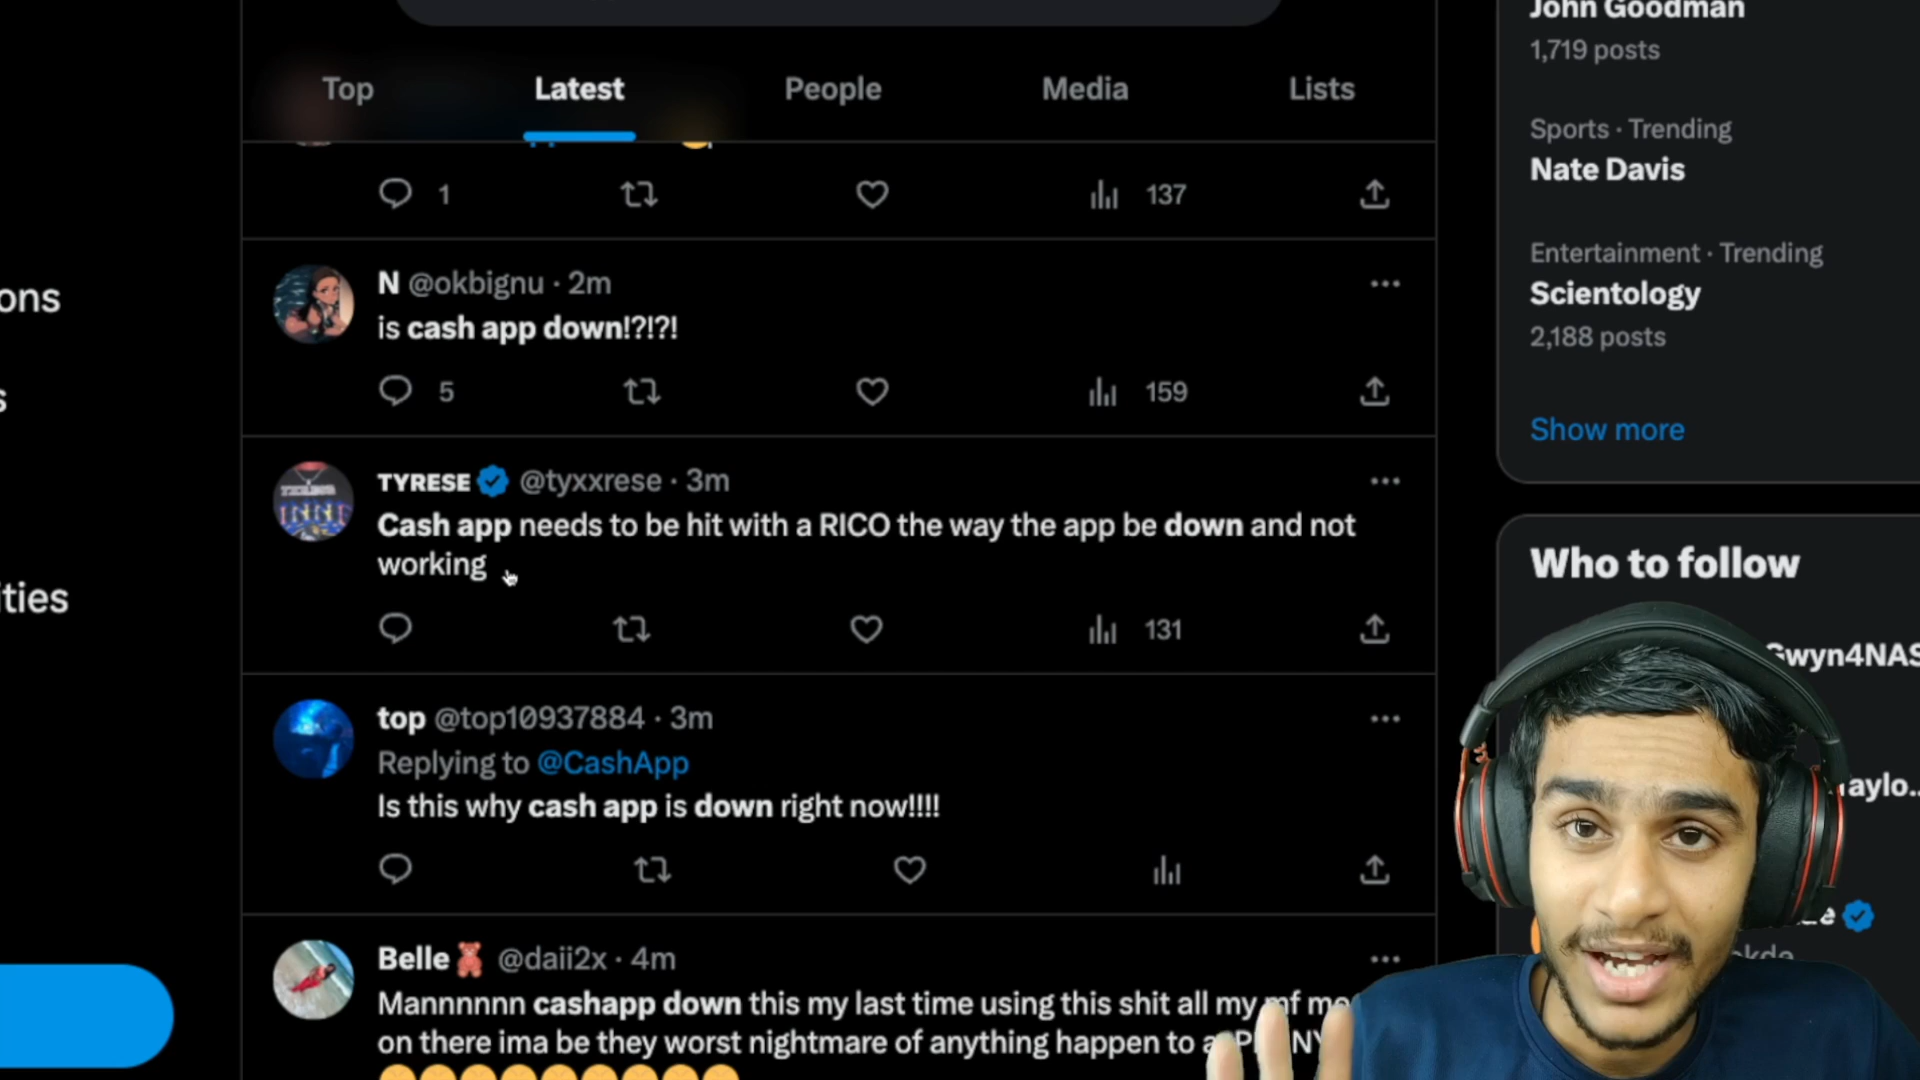 John Goodman
1,719 posts
Top Latest People Media Lists
Sports · Trending
Nate Davis
1 137
Entertainment · Trending
Scientology
2,188 posts
Show more
N @okbignu · 2m
is cash app down!?!?!
5 159
TYRESE @tyxxrese · 3m
Cash app needs to be hit with a RICO the way the app be down and not
working
131
Who to follow
top @top10937884 · 3m
Replying to @CashApp
Is this why cash app is down right now!!!!
Belle @daii2x · 4m
Mannnnnn cashapp down this my last time using this shit all my mf
on there ima be they worst nightmare of anything happen to a
ons
s
ities